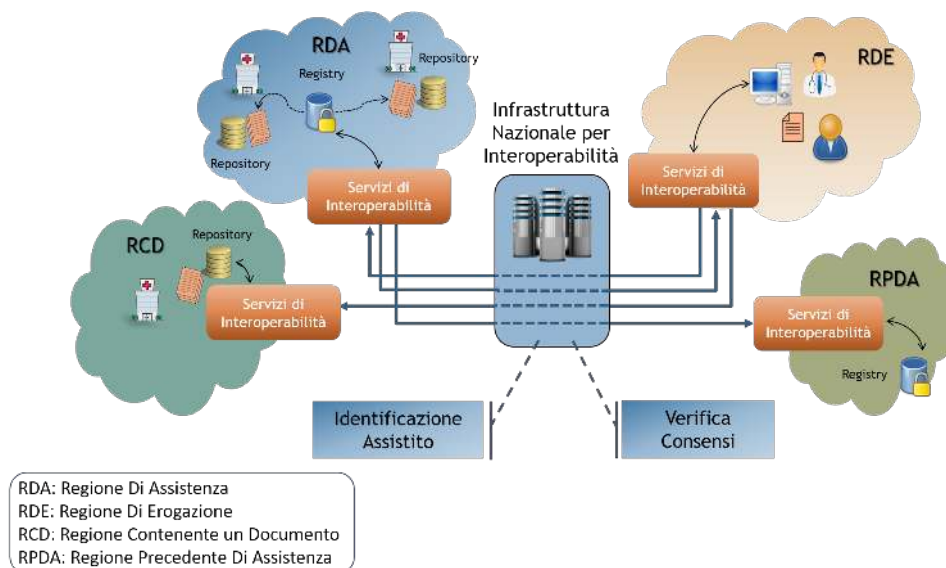 RDA
Repository
Registry
Repository
Servizi di
Interoperabilità
Infrastruttura
Nazionale per
Interoperabilità
RDE
Servizi di
Interoperabilità
RCD
Repository
Servizi di
Interoperabilità
RPDA
Servizi di
Interoperabilità
Registry
Identificazione
Assistito
Verifica
Consensi
RDA: Regione Di Assistenza
RDE: Regione Di Erogazione
RCD: Regione Contenente un Documento
RPDA: Regione Precedente Di Assistenza